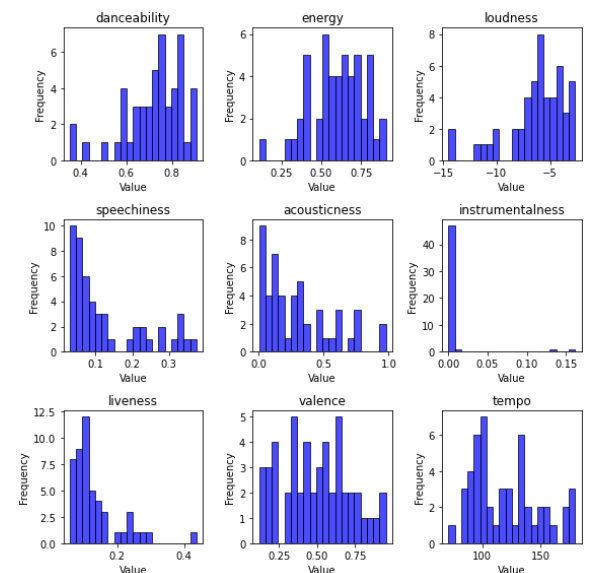 danceability
energy
loudness
Frequency
6
4
2
0
0.4 0.6 0.8
Value
Frequency
6
4
2
0
0.25 0.50 0.75
Value
Frequency
8
6
4
2
0
−15 −10 −5
Value
speechiness
acousticness
instrumentalness
Frequency
10
8
6
4
2
0
0.1 0.2 0.3
Value
Frequency
8
6
4
2
0
0.0 0.5 1.0
Value
Frequency
40
30
20
10
0
0.00 0.05 0.10 0.15
Value
liveness
valence
tempo
Frequency
12.5
10.0
7.5
5.0
2.5
0.0
0.2 0.4
Value
Frequency
5
4
3
2
1
0
0.25 0.50 0.75
Value
Frequency
6
4
2
0
100 150
Value